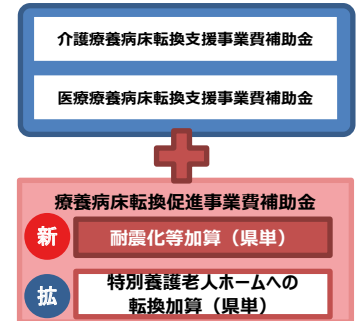 介護療養病床転換支援事業費補助金
医療療養病床転換支援事業費補助金
療養病床転換促進事業費補助金
新
耐震化等加算（県単）
拡
特別養護老人ホームへの
転換加算（県単）